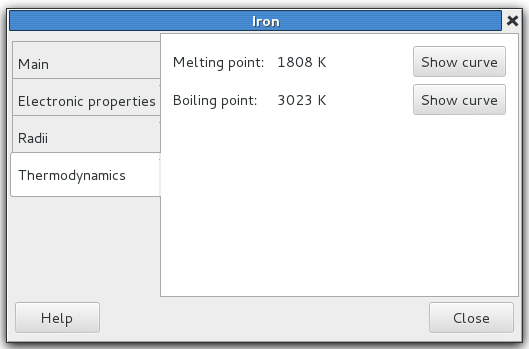 Iron
Main
Electronic properties
Radii
Thermodynamics
Melting point: 1808 K Show curve
Boiling point: 3023 K Show curve
Help Close